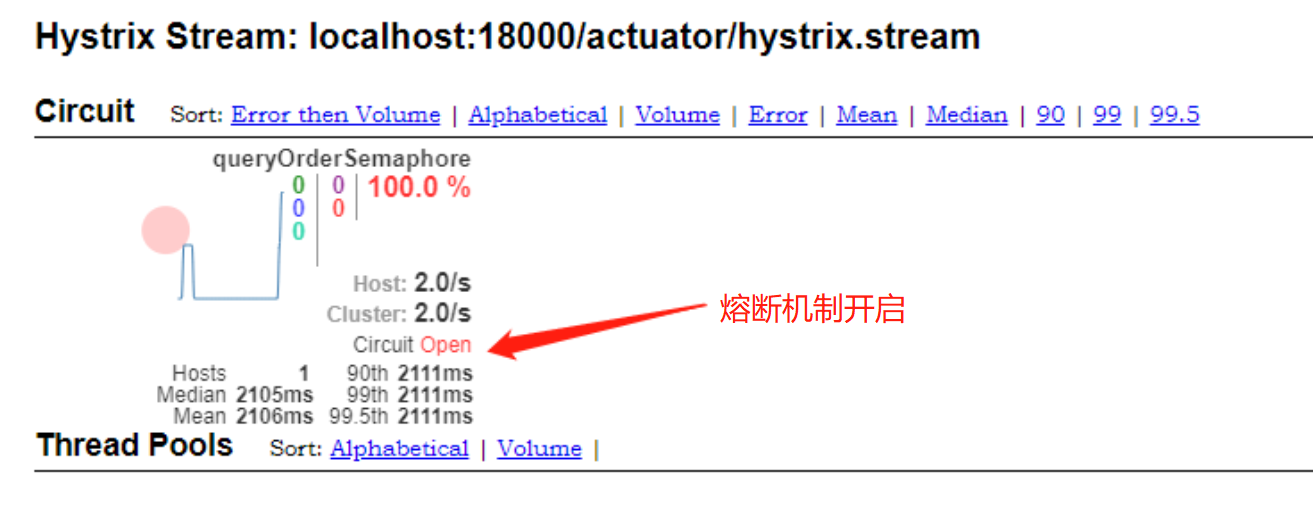 Hystrix Stream: localhost:18000/actuator/hystrix.stream
Circuit Sort: Error then Volume | Alphabetical | Volume | Error | Mean | Median | 90 | 99 | 99.5
queryOrderSemaphore
0 0 100.0 %
0 0
0
Host: 2.0/s
Cluster: 2.0/s
熔断机制开启
Circuit Open
Hosts 1 90th 2111ms
Median 2105ms 99th 2111ms
Mean 2106ms 99.5th 2111ms
Thread Pools Sort: Alphabetical | Volume |